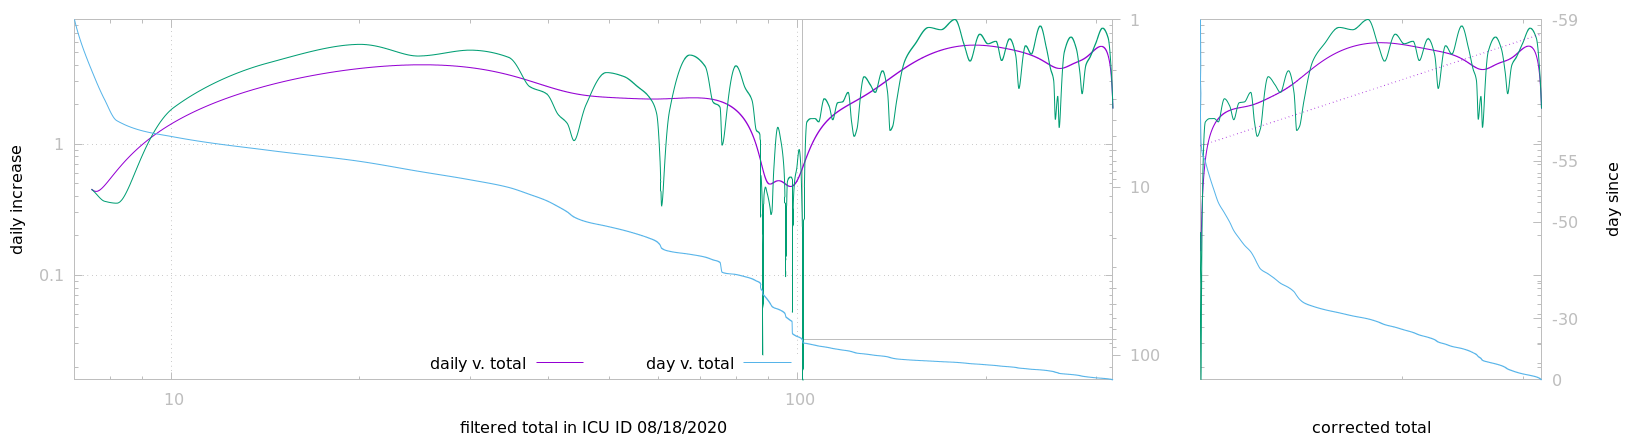 daily increase
1
0.1
10
100
filtered total in ICU ID 08/18/2020
daily v. total
day v. total
1
10
100
-59
-55
-50
-30
0
day since
corrected total